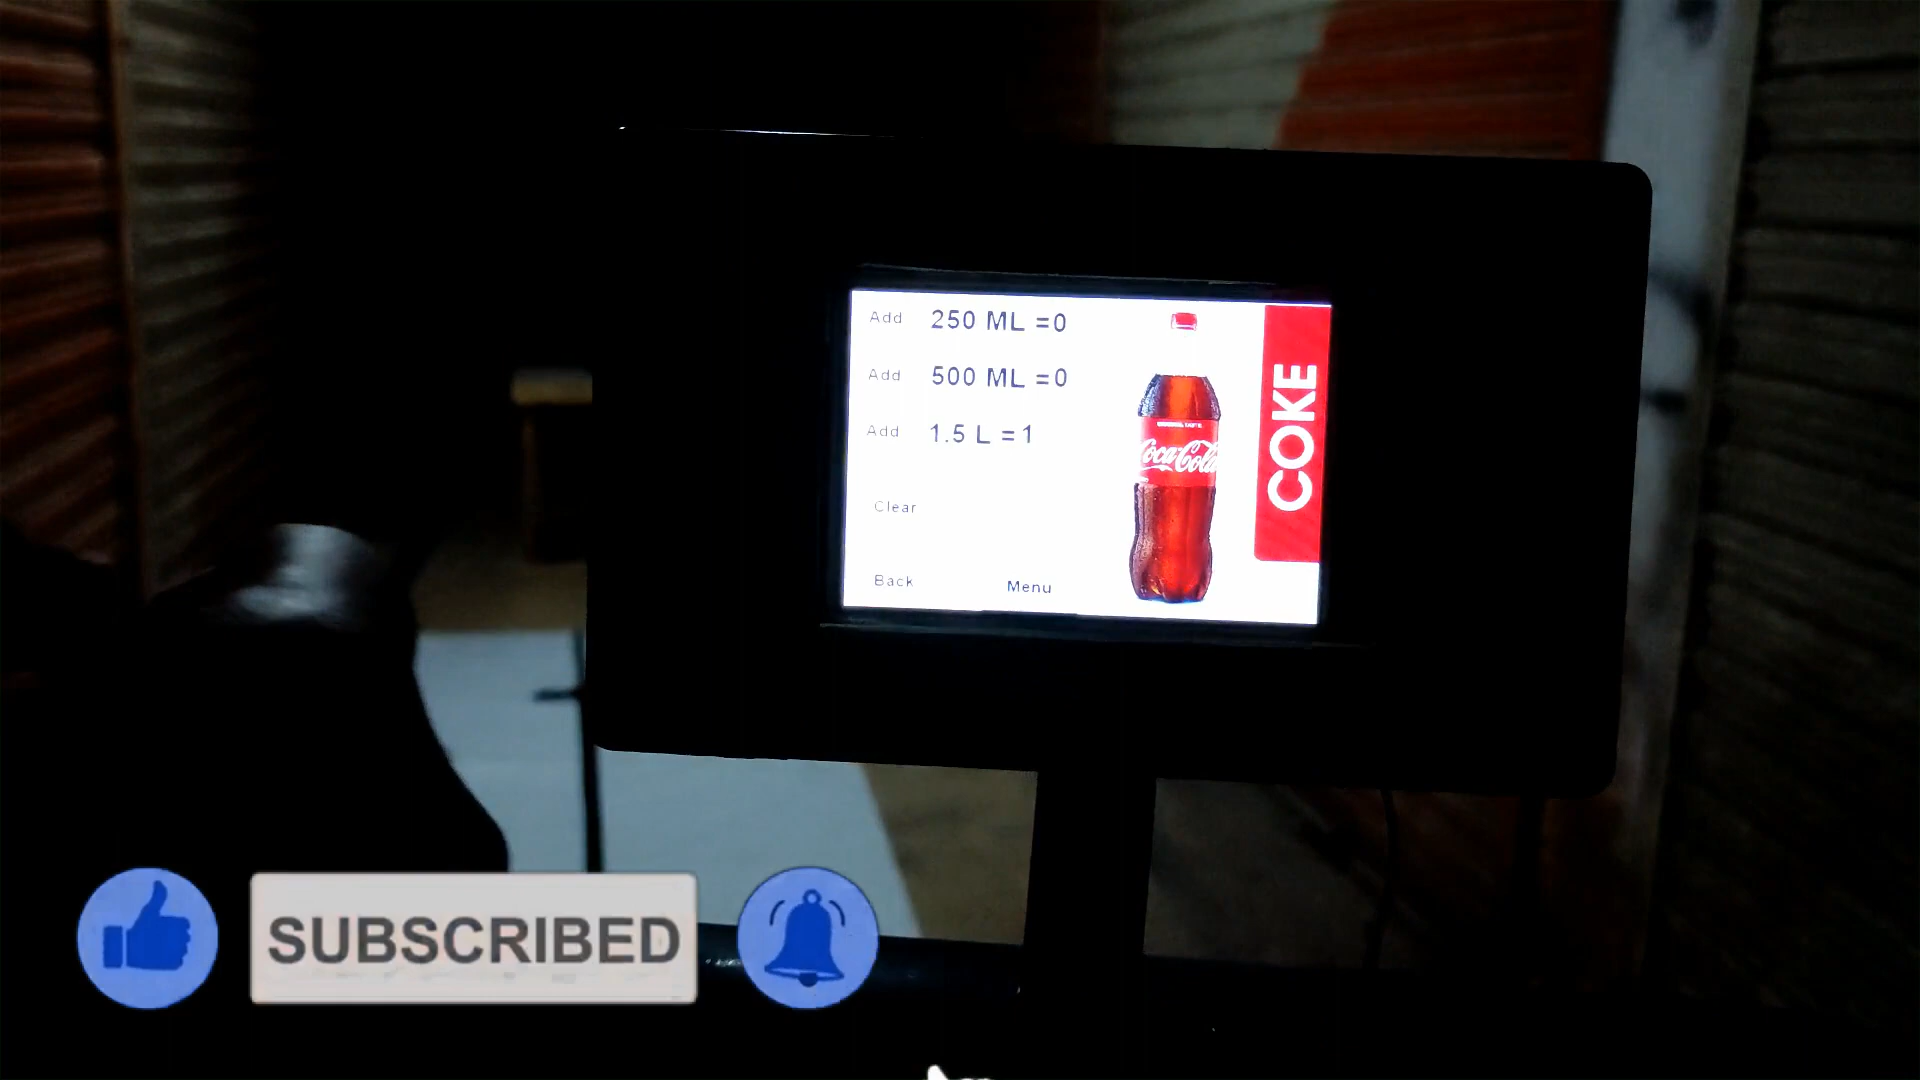 Add 250 ML =0
Add 500 ML =0
Add 1.5 L =1
Clear
Back Menu
Coca-Cola
COKE
SUBSCRIBED